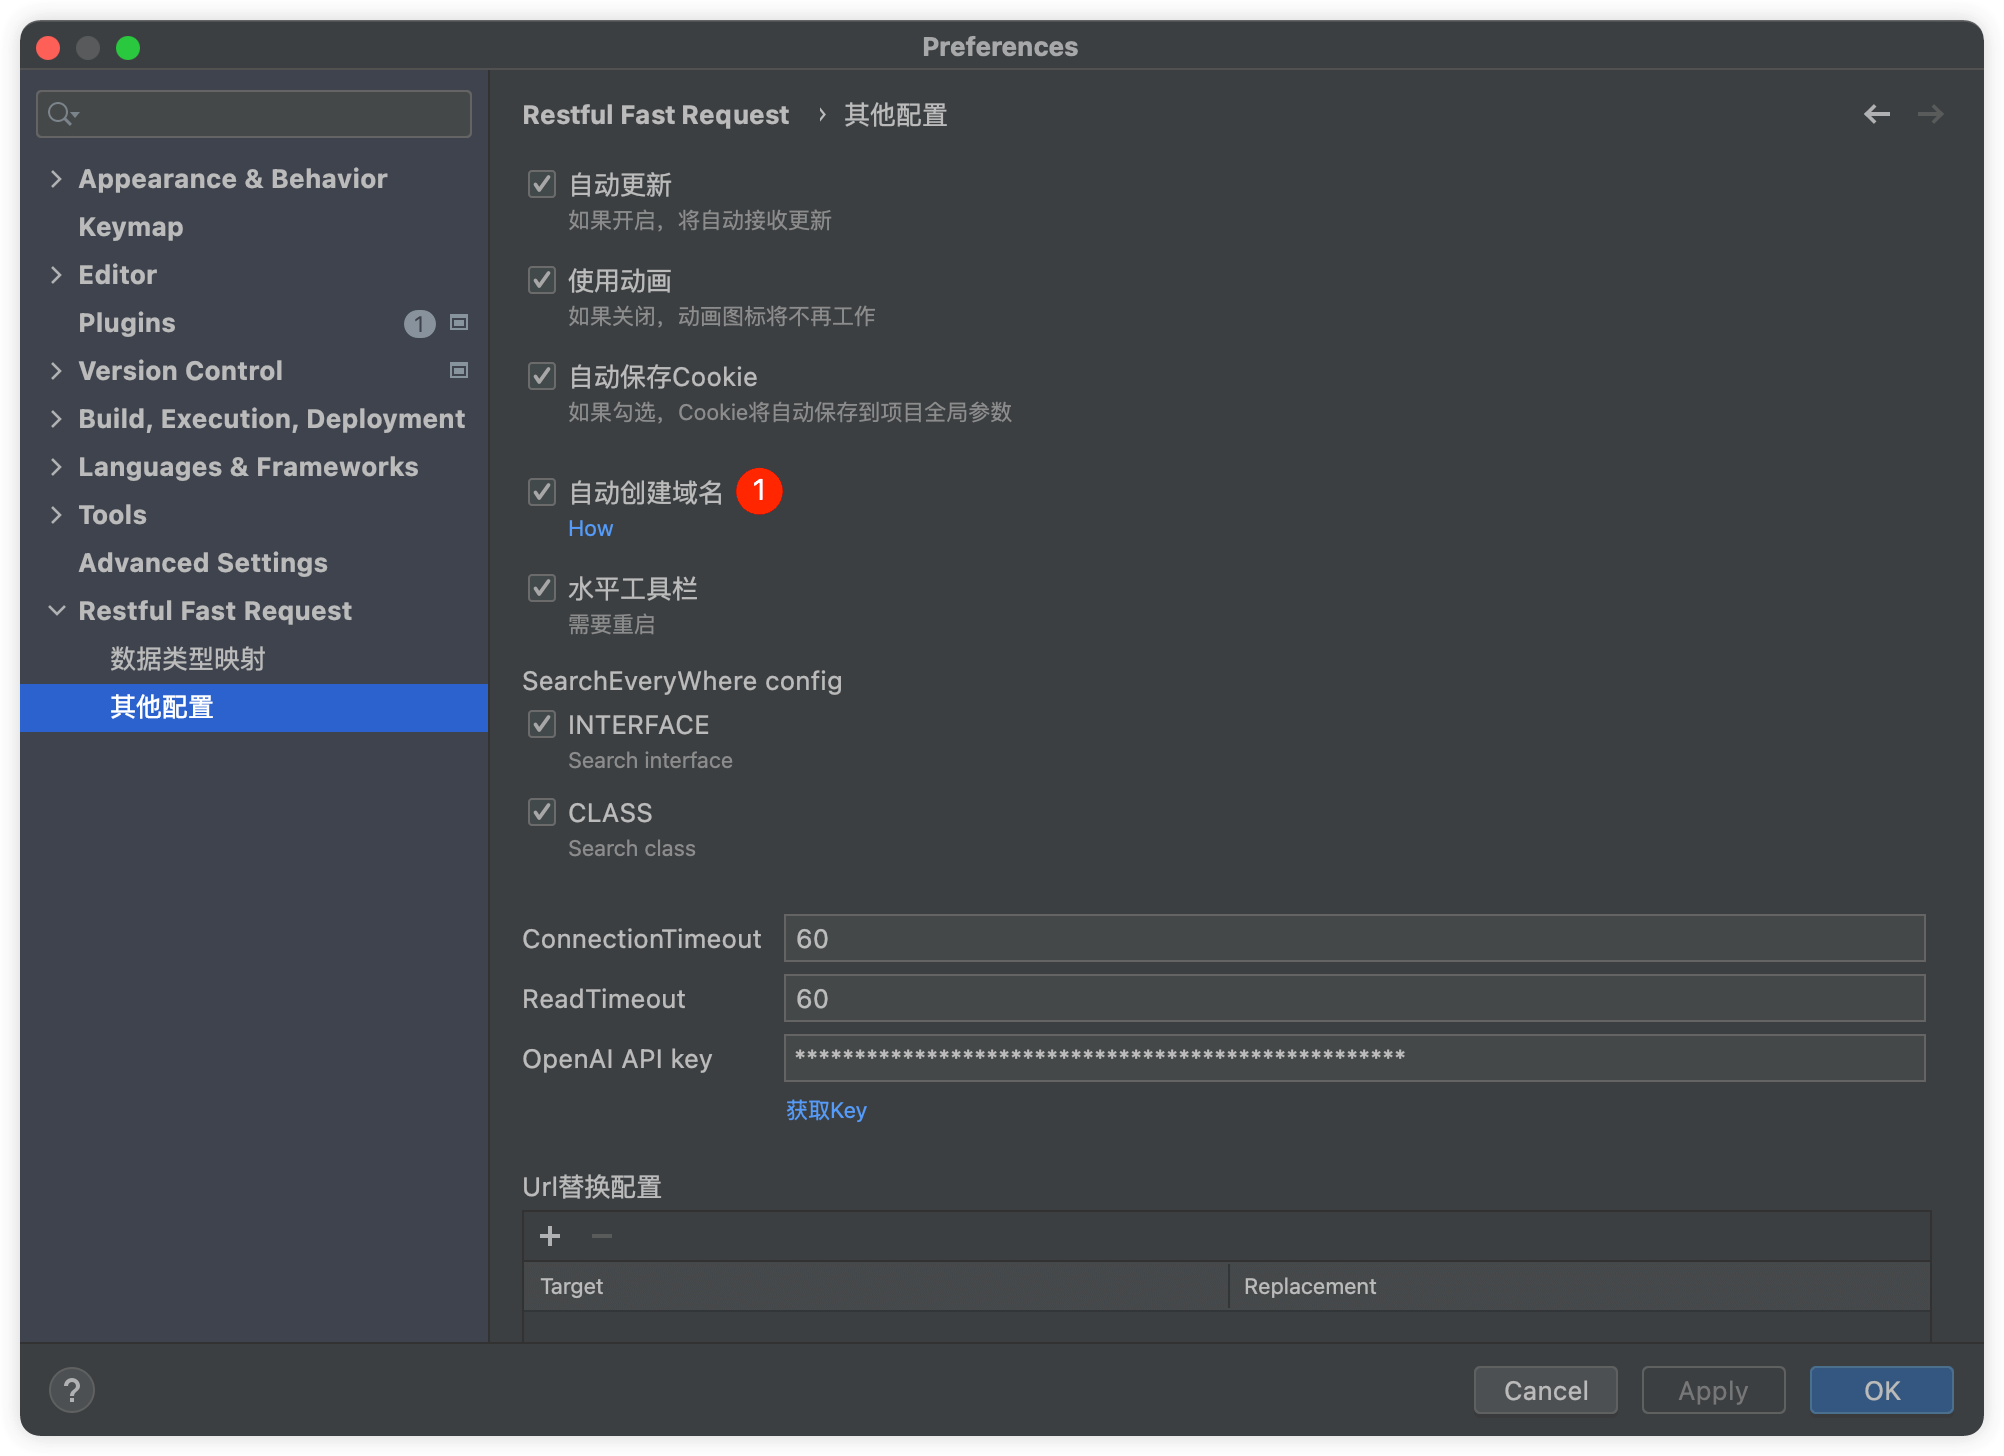 Preferences
Appearance & Behavior
Keymap
Editor
Plugins 1
Version Control
Build, Execution, Deployment
Languages & Frameworks
Tools
Advanced Settings
Restful Fast Request
数据类型映射
其他配置
Restful Fast Request › 其他配置
自动更新
如果开启，将自动接收更新
使用动画
如果关闭，动画图标将不再工作
自动保存Cookie
如果勾选，Cookie将自动保存到项目全局参数
自动创建域名 1
How
水平工具栏
需要重启
SearchEveryWhere config
INTERFACE
Search interface
CLASS
Search class
ConnectionTimeout 60
ReadTimeout 60
OpenAI API key ***************************************************
获取Key
Url替换配置
Target Replacement
? Cancel Apply OK